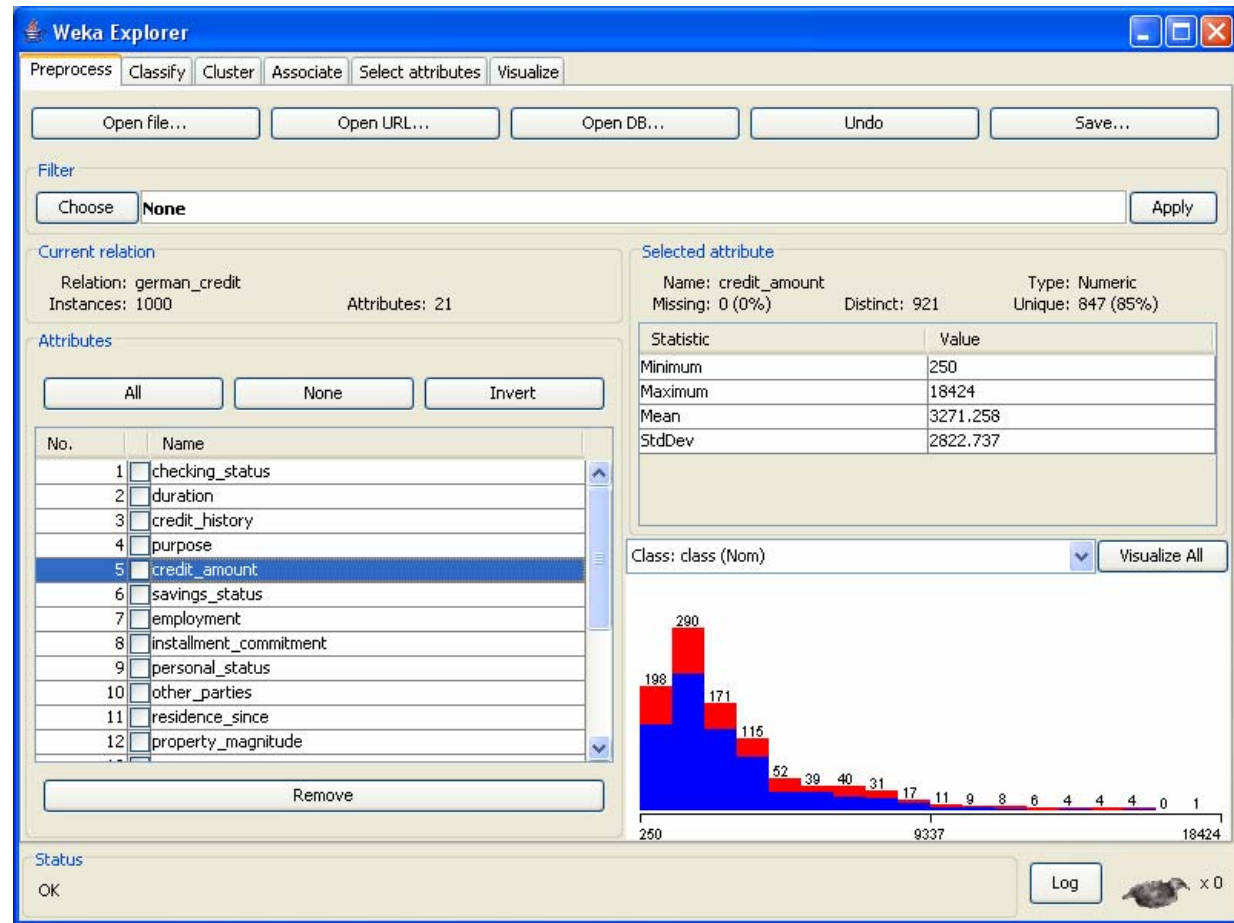 Weka Explorer
Preprocess Classify Cluster Associate Select attributes Visualize
Open file... Open URL... Open DB... Undo Save...
Filter
Choose None Apply
Current relation
Relation: german_credit
Instances: 1000 Attributes: 21
Attributes
All None Invert
No. Name
1 checking_status
2 duration
3 credit_history
4 purpose
5 credit_amount
6 savings_status
7 employment
8 installment_commitment
9 personal_status
10 other_parties
11 residence_since
12 property_magnitude
Remove
Selected attribute
Name: credit_amount Type: Numeric
Missing: 0 (0%) Distinct: 921 Unique: 847 (85%)
Statistic Value
Minimum 250
Maximum 18424
Mean 3271.258
StdDev 2822.737
Class: class (Nom) Visualize All
198 290 171 115 52 39 40 31 17 11 9 8 6 4 4 4 0 1
250 9337 18424
Status
OK
Log x 0